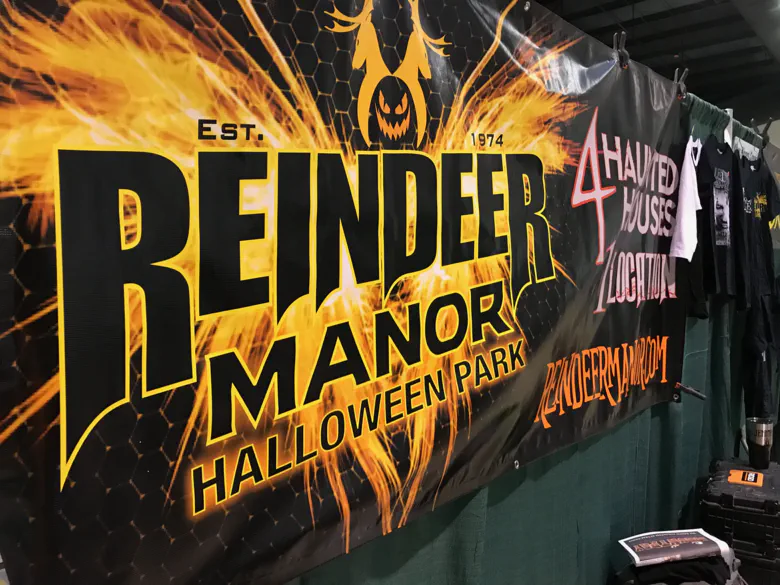 EST. 1974
REINDEER
MANOR
HALLOWEEN PARK
4 HAUNTED
HOUSES
1 LOCATION
REINDEERMANOR.COM